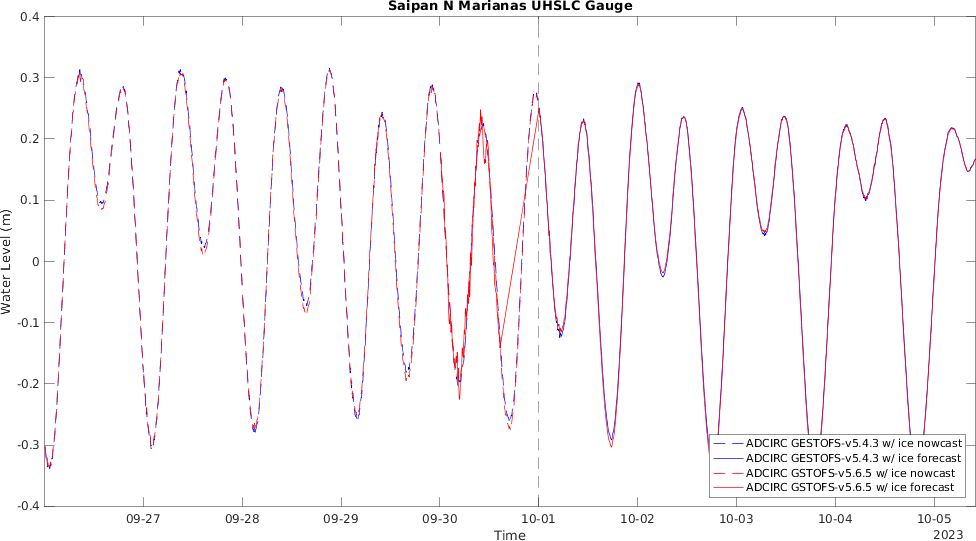 Saipan N Marianas UHSLC Gauge
Water Level (m)
0.4
0.3
0.2
0.1
0
-0.1
-0.2
-0.3
-0.4
ADCIRC GESTOFS-v5.4.3 w/ ice nowcast
ADCIRC GESTOFS-v5.4.3 w/ ice forecast
ADCIRC GSTOFS-v5.6.5 w/ ice nowcast
ADCIRC GSTOFS-v5.6.5 w/ ice forecast
09-27 09-28 09-29 09-30 10-01 10-02 10-03 10-04 10-05
Time
2023